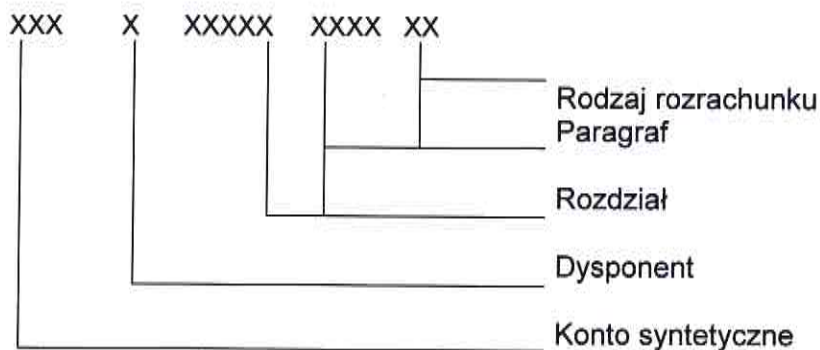 XXX X XXXXX XXXX XX
Rodzaj rozrachunku
Paragraf
Rozdział
Dysponent
Konto syntetyczne